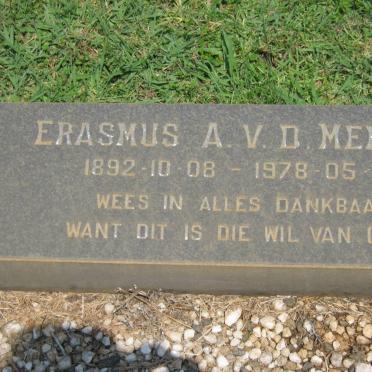 ERASMUS A. V. D. ME
1892-10-08 - 1978-05-
WEES IN ALLES DANKBAA
WANT DIT IS DIE WIL VAN